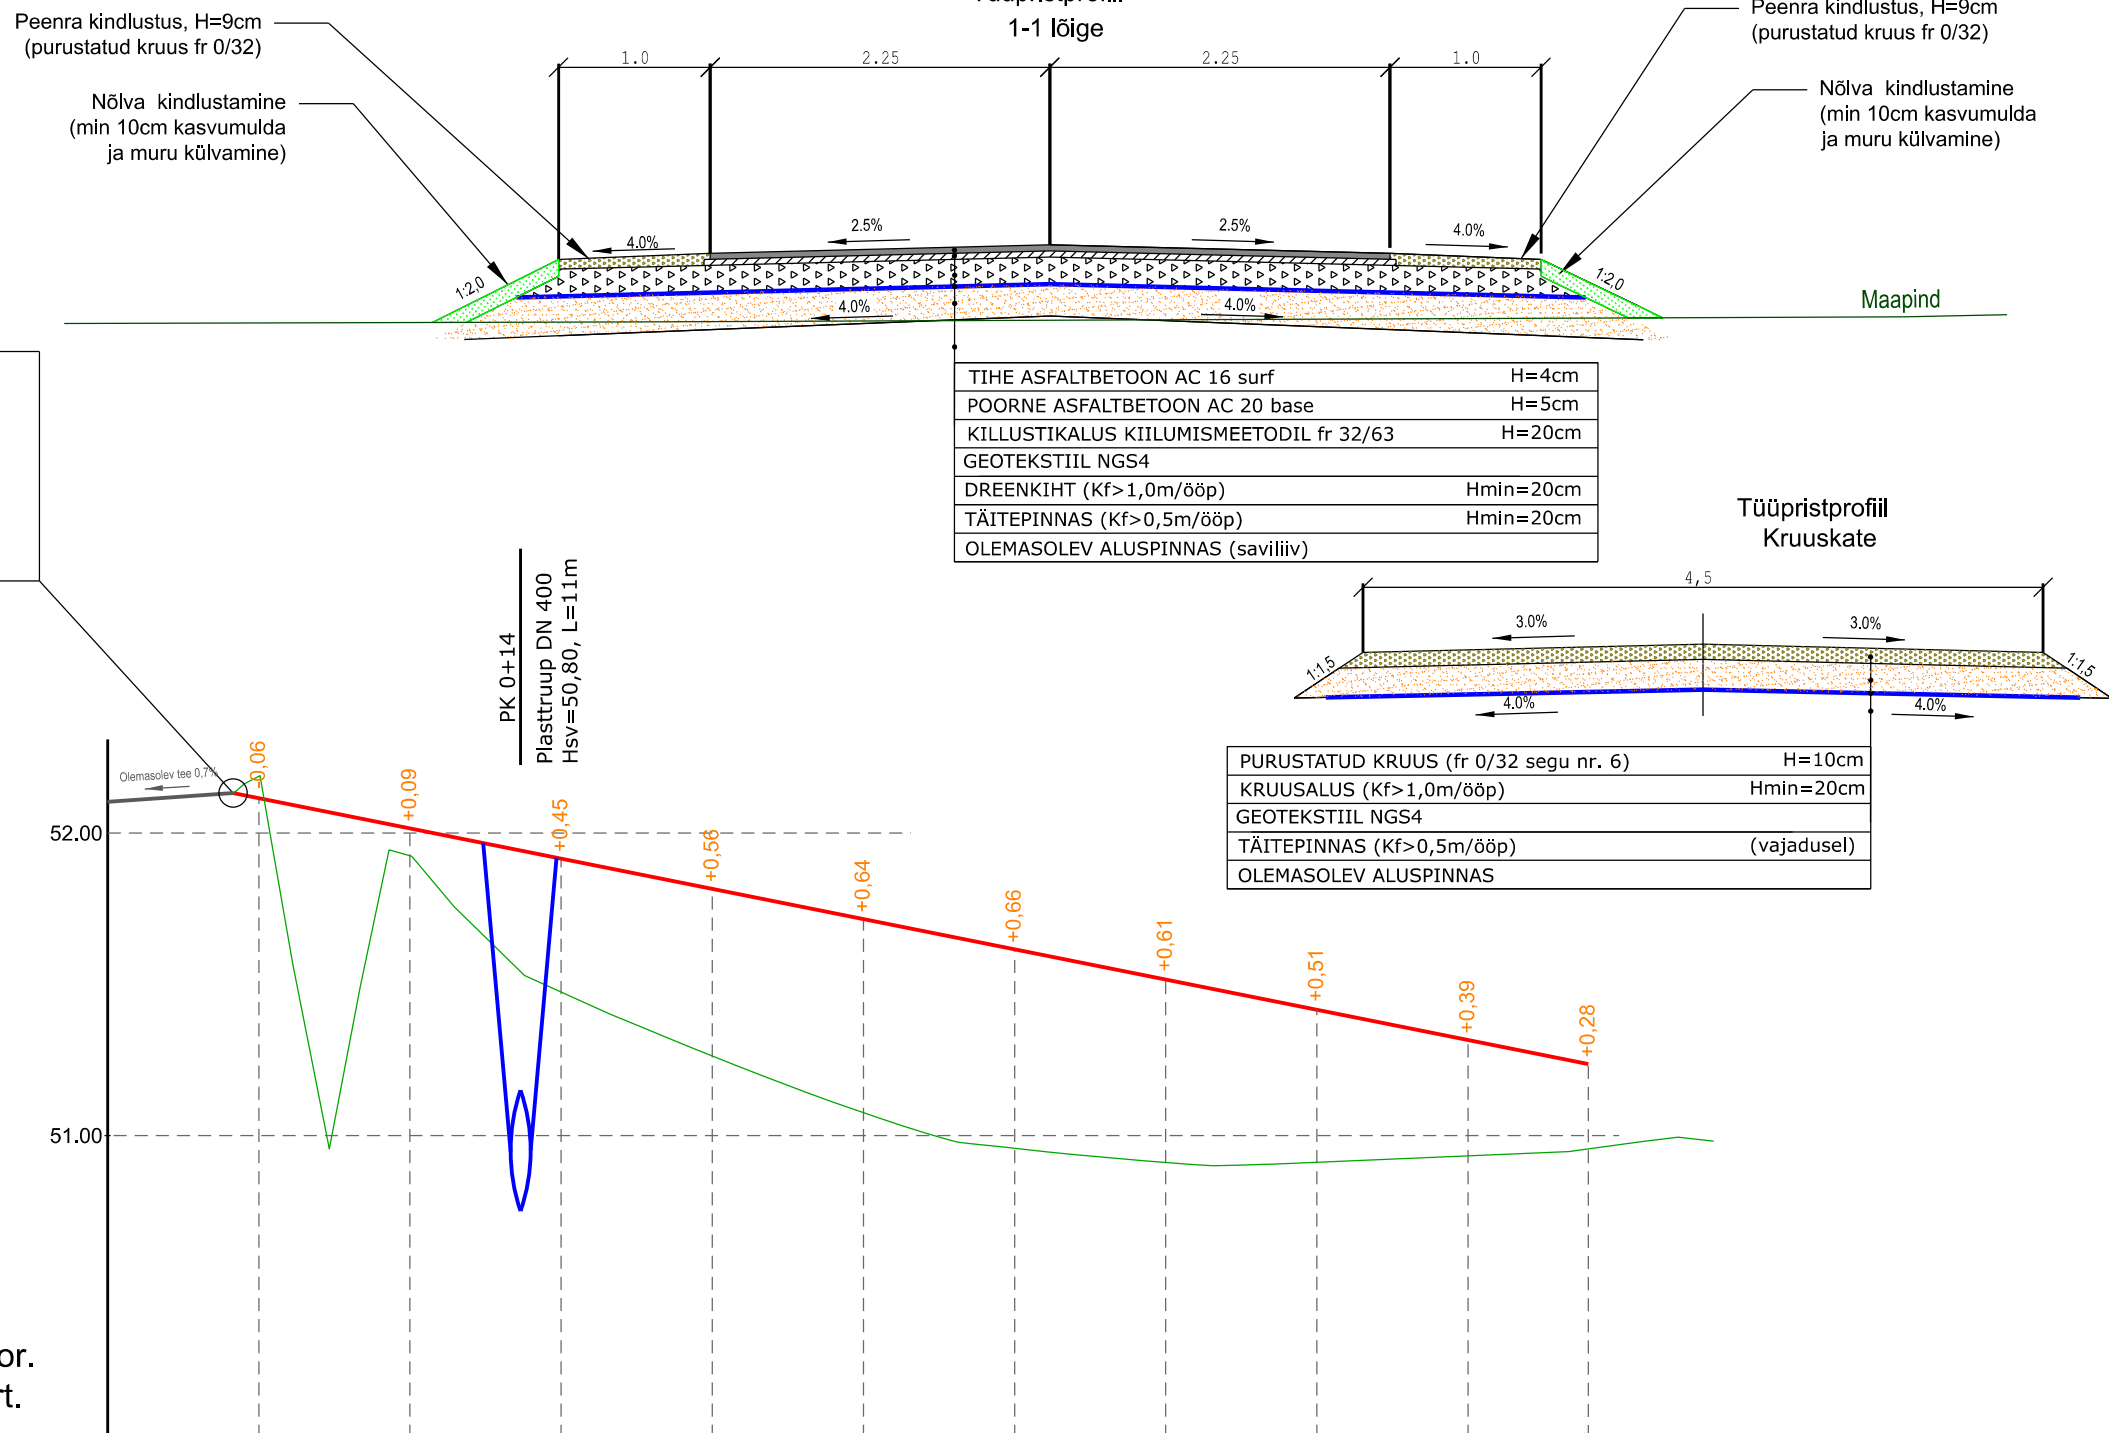 Tüüpristprofiil
1-1 lõige
Peenra kindlustus, H=9cm
(purustatud kruus fr 0/32)
Nõlva kindlustamine
(min 10cm kasvumulda
ja muru külvamine)
Peenra kindlustus, H=9cm
(purustatud kruus fr 0/32)
Nõlva kindlustamine
(min 10cm kasvumulda
ja muru külvamine)
1.0
2.25
2.25
1.0
4.0%
2.5%
2.5%
4.0%
1:2,0
1:2,0
4.0%
4.0%
Maapind
TIHE ASFALTBETOON AC 16 surf H=4cm
POORNE ASFALTBETOON AC 20 base H=5cm
KILLUSTIKALUS KIILUMISMEETODIL fr 32/63 H=20cm
GEOTEKSTIIL NGS4
DREENKIHT (Kf>1,0m/ööp) Hmin=20cm
TÄITEPINNAS (Kf>0,5m/ööp) Hmin=20cm
OLEMASOLEV ALUSPINNAS (saviliiv)
Tüüpristprofiil
Kruuskate
4,5
3.0%
3.0%
1:1,5
1:1,5
4.0%
4.0%
PURUSTATUD KRUUS (fr 0/32 segu nr. 6) H=10cm
KRUUSALUS (Kf>1,0m/ööp) Hmin=20cm
GEOTEKSTIIL NGS4
TÄITEPINNAS (Kf>0,5m/ööp) (vajadusel)
OLEMASOLEV ALUSPINNAS
PK 0+14
Plasttruup DN 400
Hsv=50,80, L=11m
Olemasolev tee 0,7%
-0,06
+0,09
+0,45
+0,56
+0,64
+0,66
+0,61
+0,51
+0,39
+0,28
52.00
51.00
or.
t.